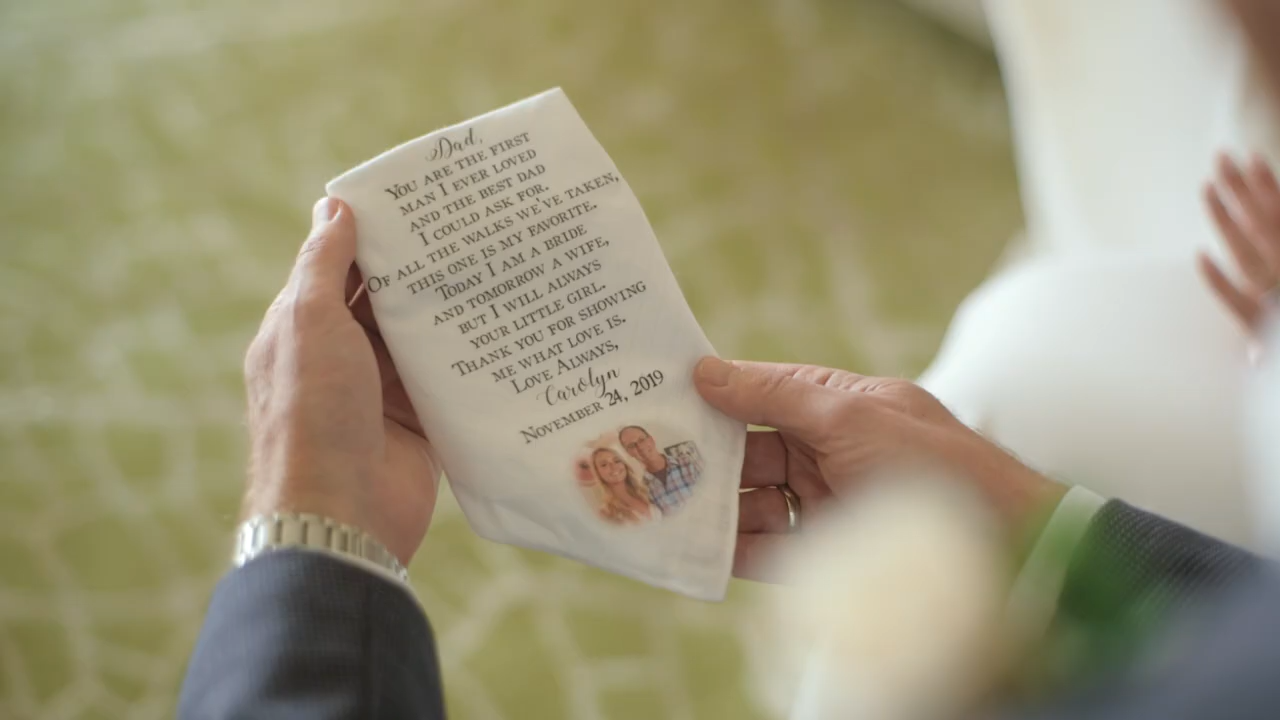 Dad,
You are the first
man I ever loved
and the best dad
I could ask for.
Of all the walks we've taken,
this one is my favorite.
Today I am a bride
and tomorrow a wife,
but I will always
your little girl.
Thank you for showing
me what love is.
Love Always,
Carolyn
November 24, 2019